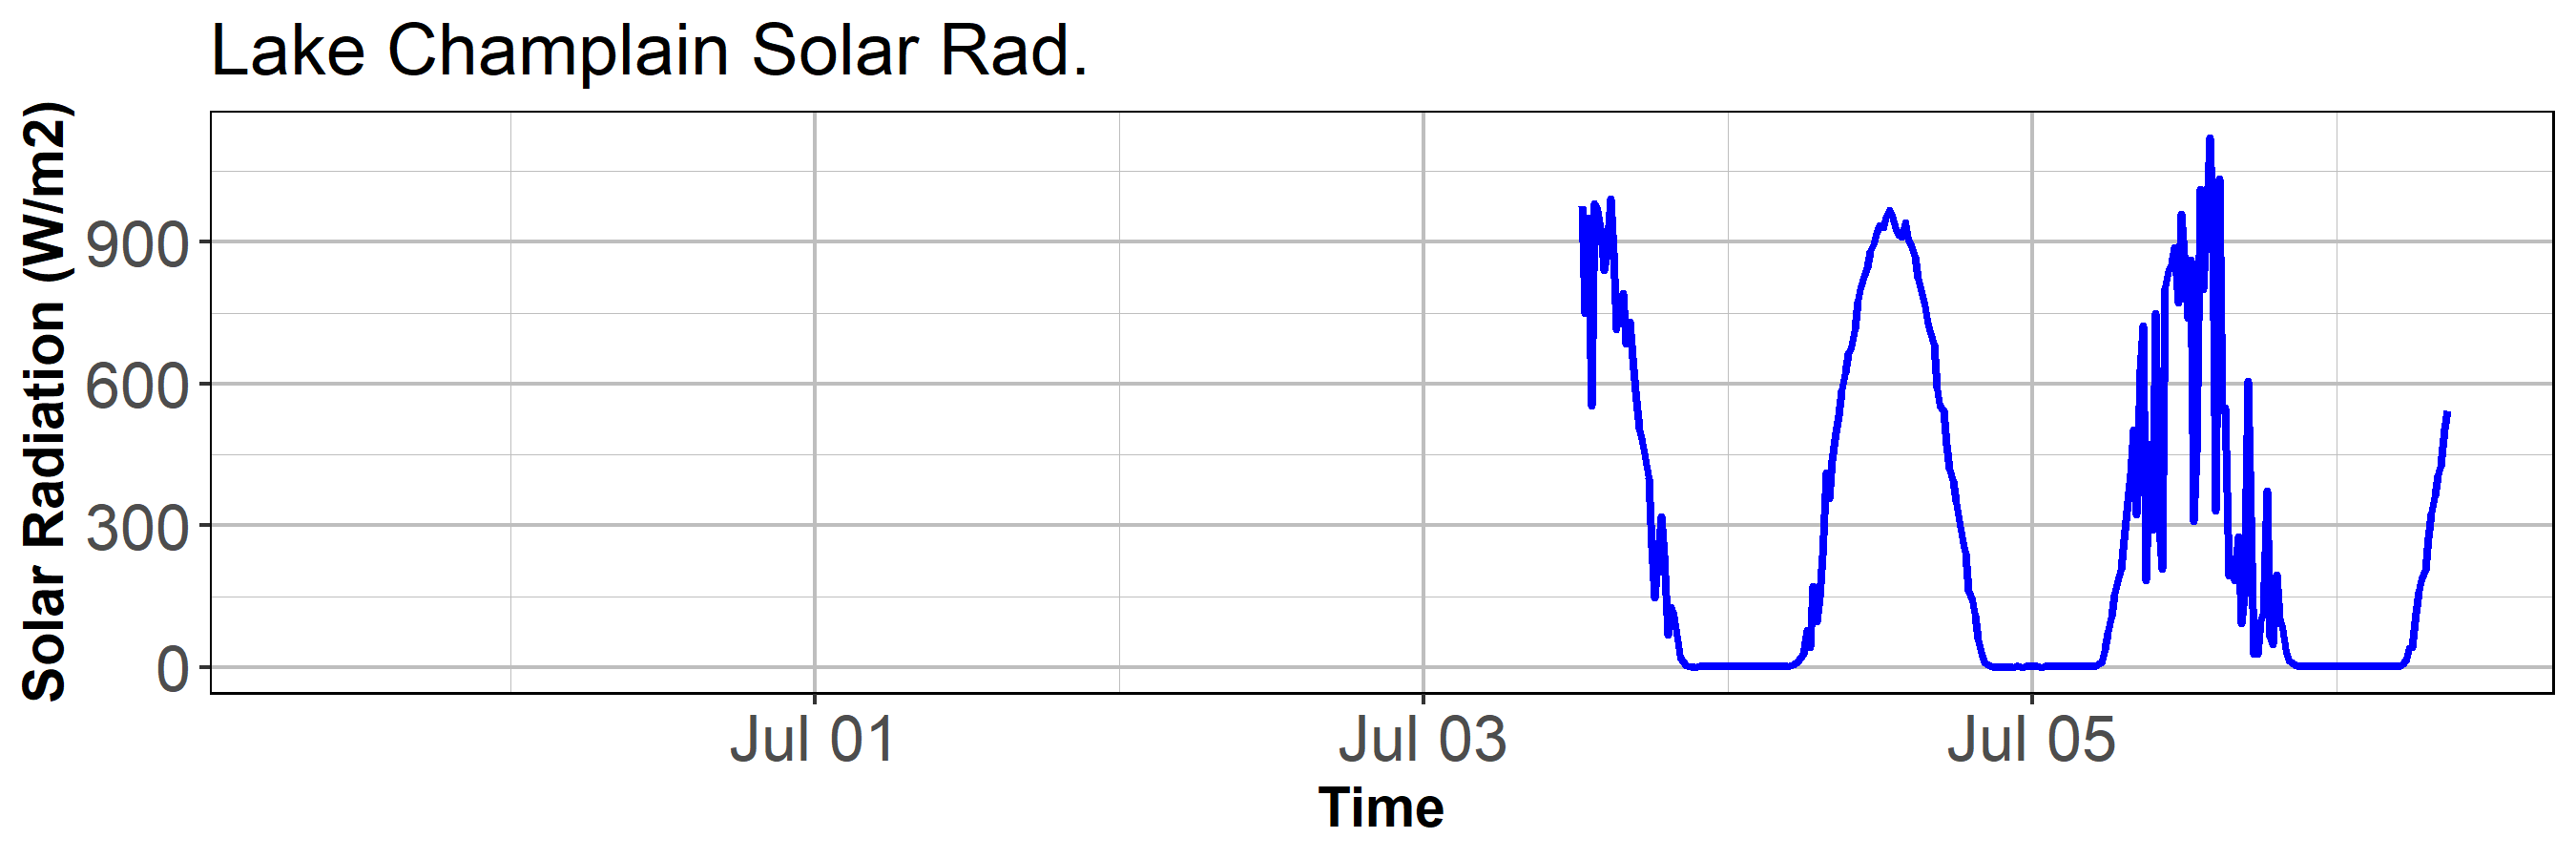 Lake Champlain Solar Rad.
Solar Radiation (W/m2)
900
600
300
0
Jul 01
Jul 03
Jul 05
Time